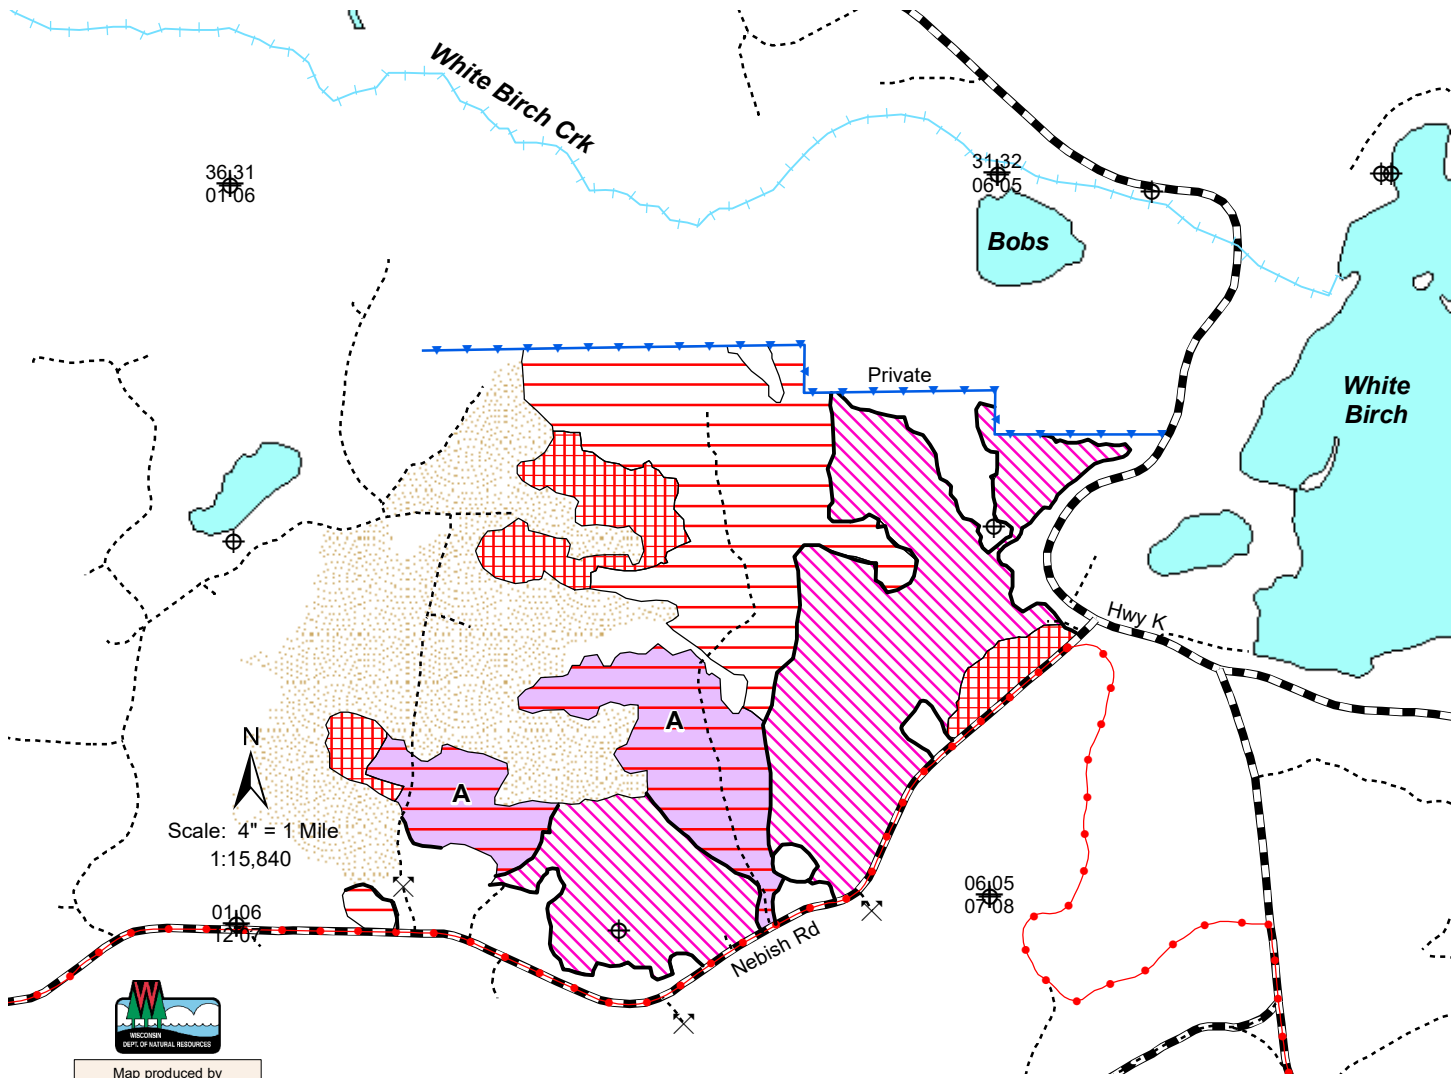 White Birch Crk
36 31
01 06
31 32
06 05
Bobs
Private
White
Birch
Hwy K
A
A
N
Scale: 4" = 1 Mile
1:15,840
06 05
07 08
01 06
12 07
Nebish Rd
W
WISCONSIN
DEPT. OF NATURAL RESOURCES
Map produced by